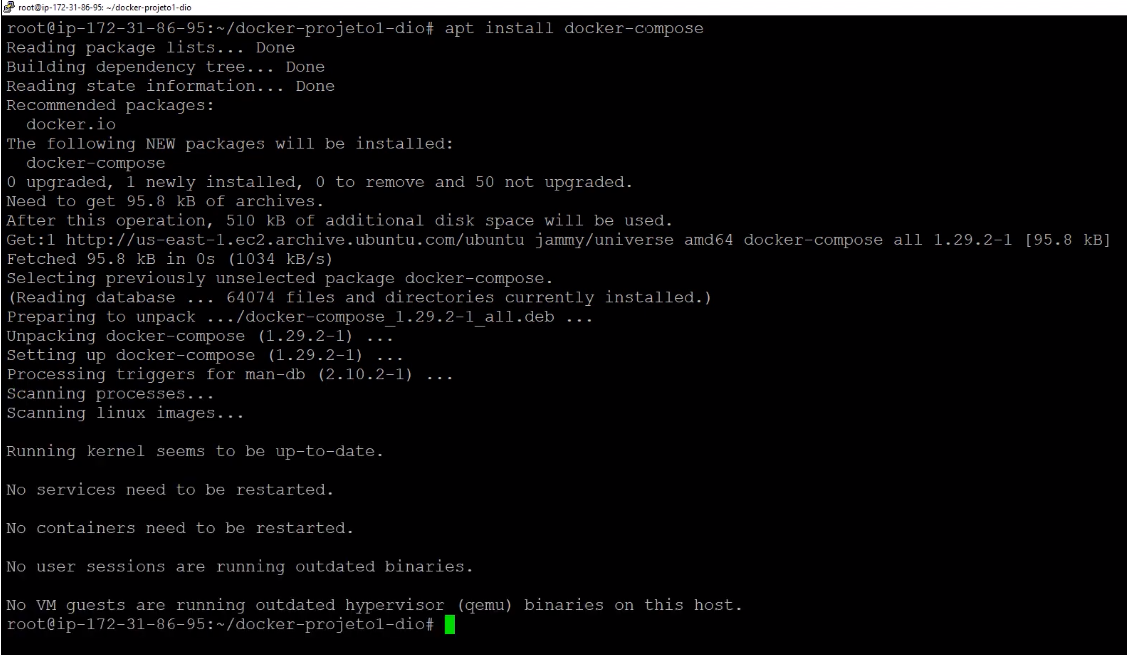 root@ip-172-31-86-95: ~/docker-projeto1-dio
root@ip-172-31-86-95:~/docker-projeto1-dio# apt install docker-compose
Reading package lists... Done
Building dependency tree... Done
Reading state information... Done
Recommended packages:
  docker.io
The following NEW packages will be installed:
  docker-compose
0 upgraded, 1 newly installed, 0 to remove and 50 not upgraded.
Need to get 95.8 kB of archives.
After this operation, 510 kB of additional disk space will be used.
Get:1 http://us-east-1.ec2.archive.ubuntu.com/ubuntu jammy/universe amd64 docker-compose all 1.29.2-1 [95.8 kB]
Fetched 95.8 kB in 0s (1034 kB/s)
Selecting previously unselected package docker-compose.
(Reading database ... 64074 files and directories currently installed.)
Preparing to unpack .../docker-compose_1.29.2-1_all.deb ...
Unpacking docker-compose (1.29.2-1) ...
Setting up docker-compose (1.29.2-1) ...
Processing triggers for man-db (2.10.2-1) ...
Scanning processes...
Scanning linux images...
Running kernel seems to be up-to-date.
No services need to be restarted.
No containers need to be restarted.
No user sessions are running outdated binaries.
No VM guests are running outdated hypervisor (qemu) binaries on this host.
root@ip-172-31-86-95:~/docker-projeto1-dio#